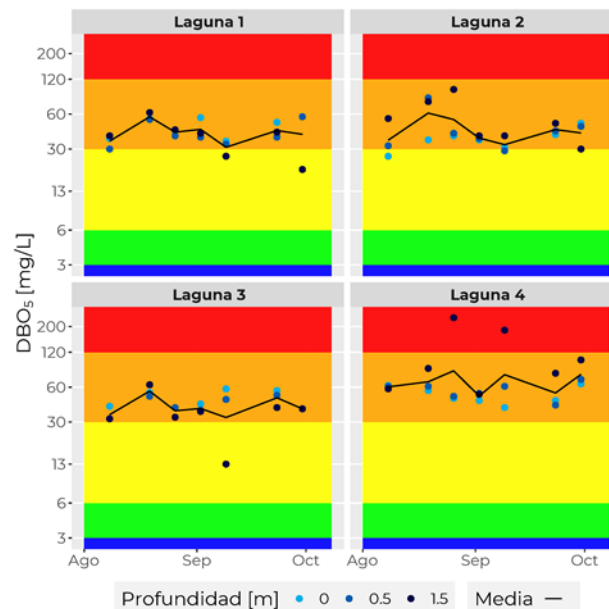 Laguna 1
Laguna 2
200
120
60
30
13
6
3
DBO₅ [mg/L]
Laguna 3
Laguna 4
200
120
60
30
13
6
3
Ago Sep Oct Ago Sep Oct
Profundidad [m] 0 0.5 1.5 Media